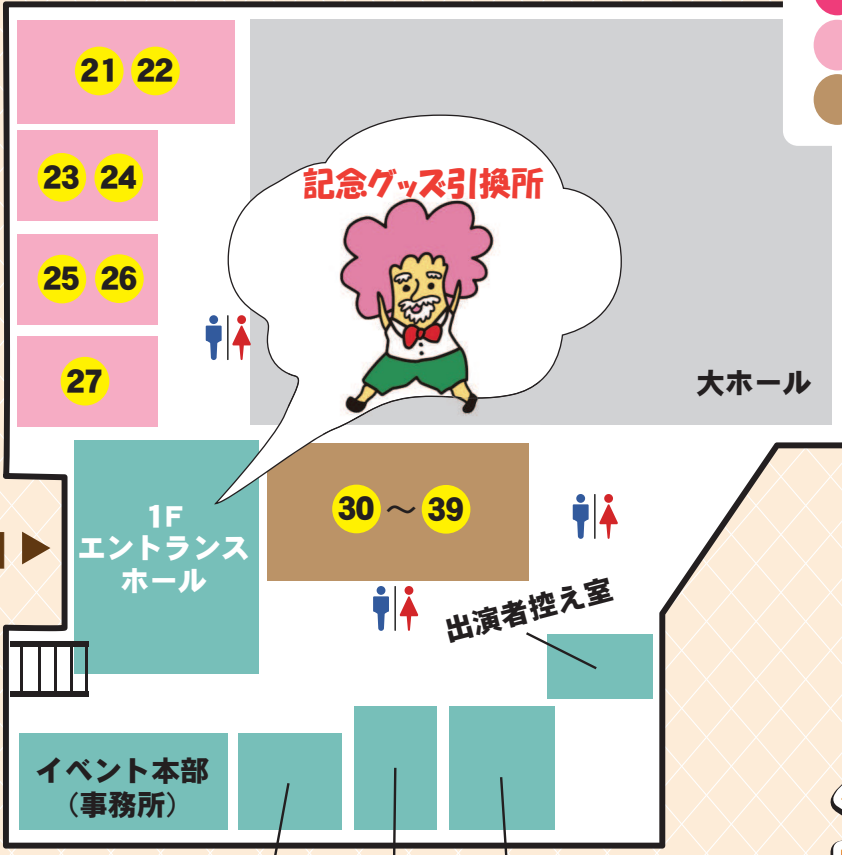 21 22
23 24
記念グッズ引換所
25 26
27
大ホール
30～39
1F
エントランス
ホール
出演者控え室
イベント本部
（事務所）